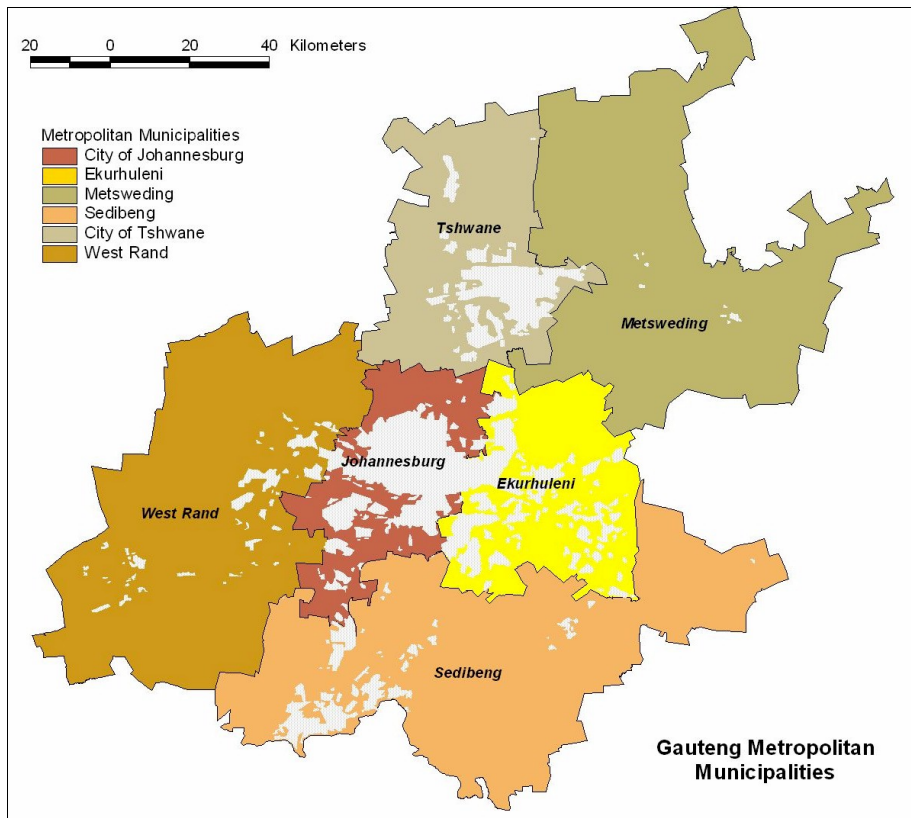 20 0 20 40 Kilometers
Metropolitan Municipalities
City of Johannesburg
Ekurhuleni
Metsweding
Sedibeng
City of Tshwane
West Rand
Tshwane
Metsweding
Johannesburg
Ekurhuleni
West Rand
Sedibeng
Gauteng Metropolitan
Municipalities